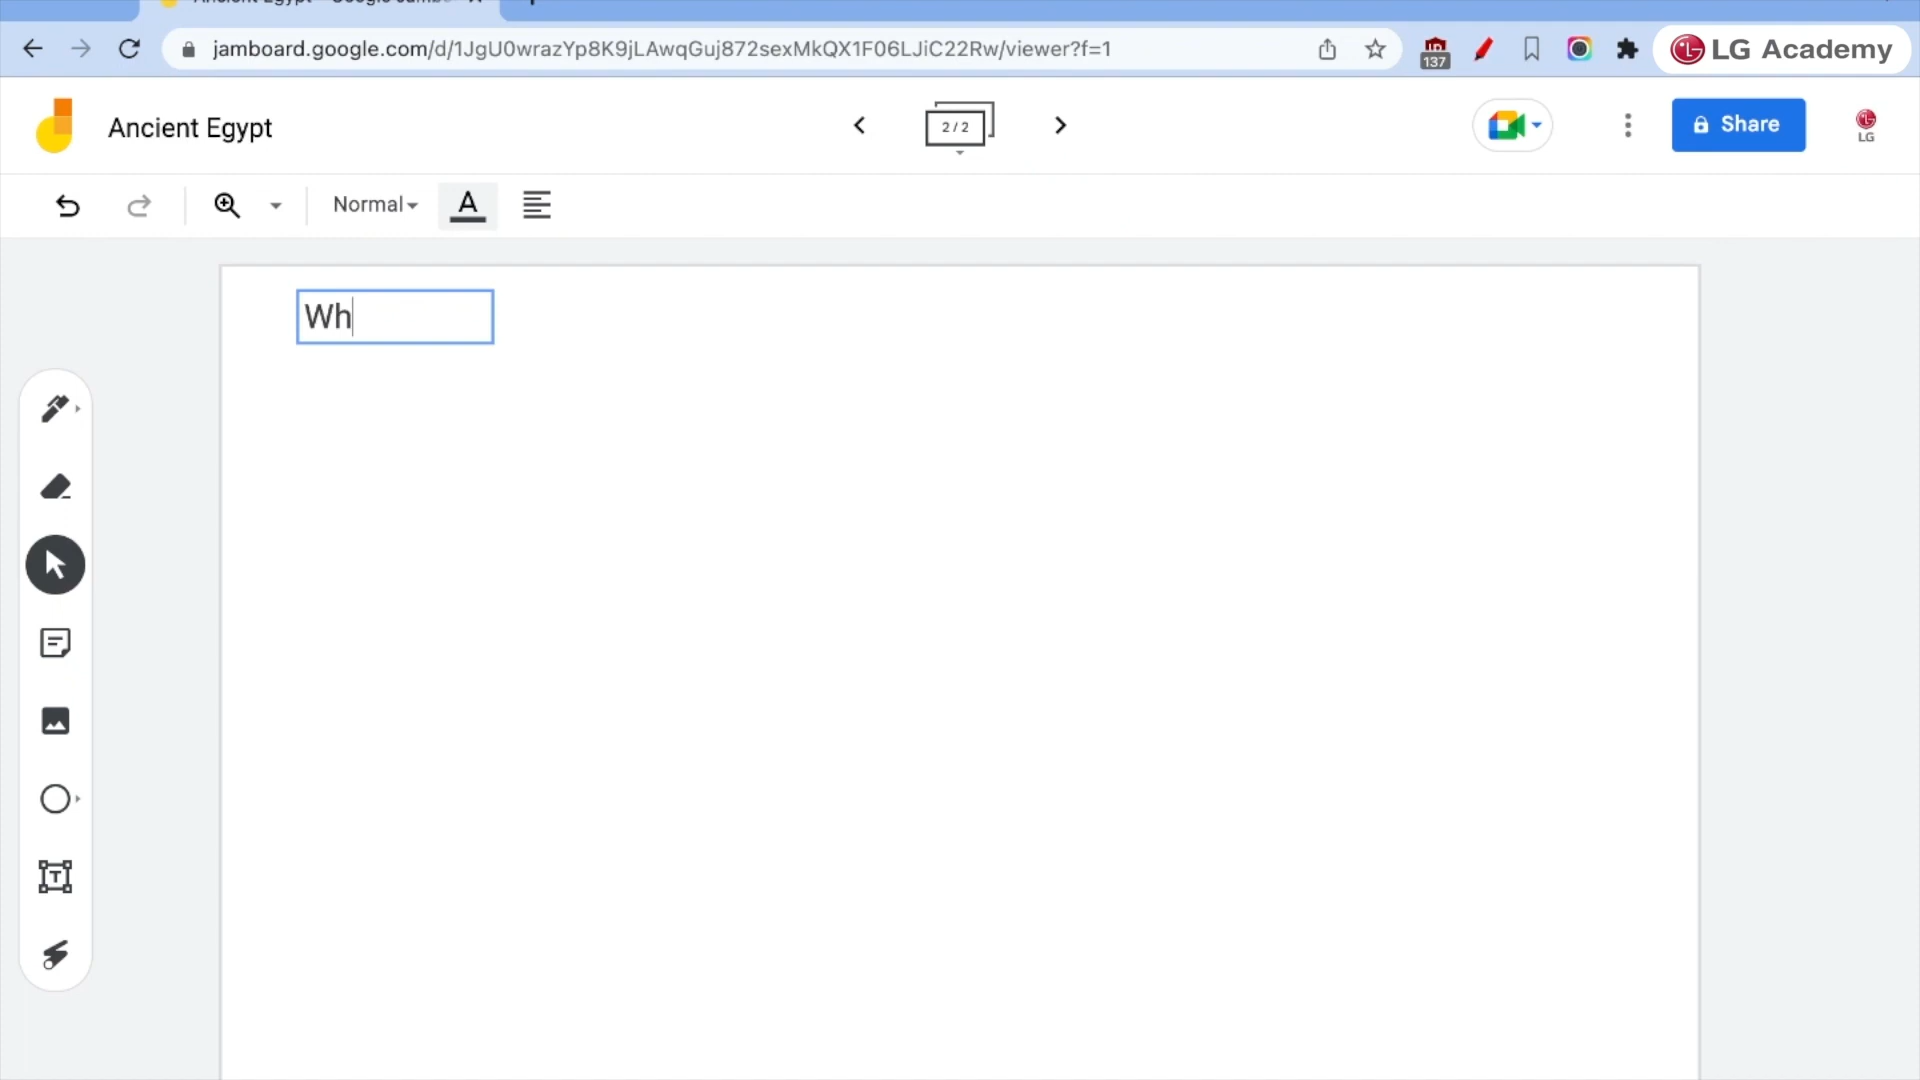 jamboard.google.com/d/1JgU0wrazYp8K9jLAwqGuj872sexMkQX1F06LJiC22Rw/viewer?f=1
137
LG Academy
Ancient Egypt
2 / 2
Share
LG
Normal
A
Wh
T